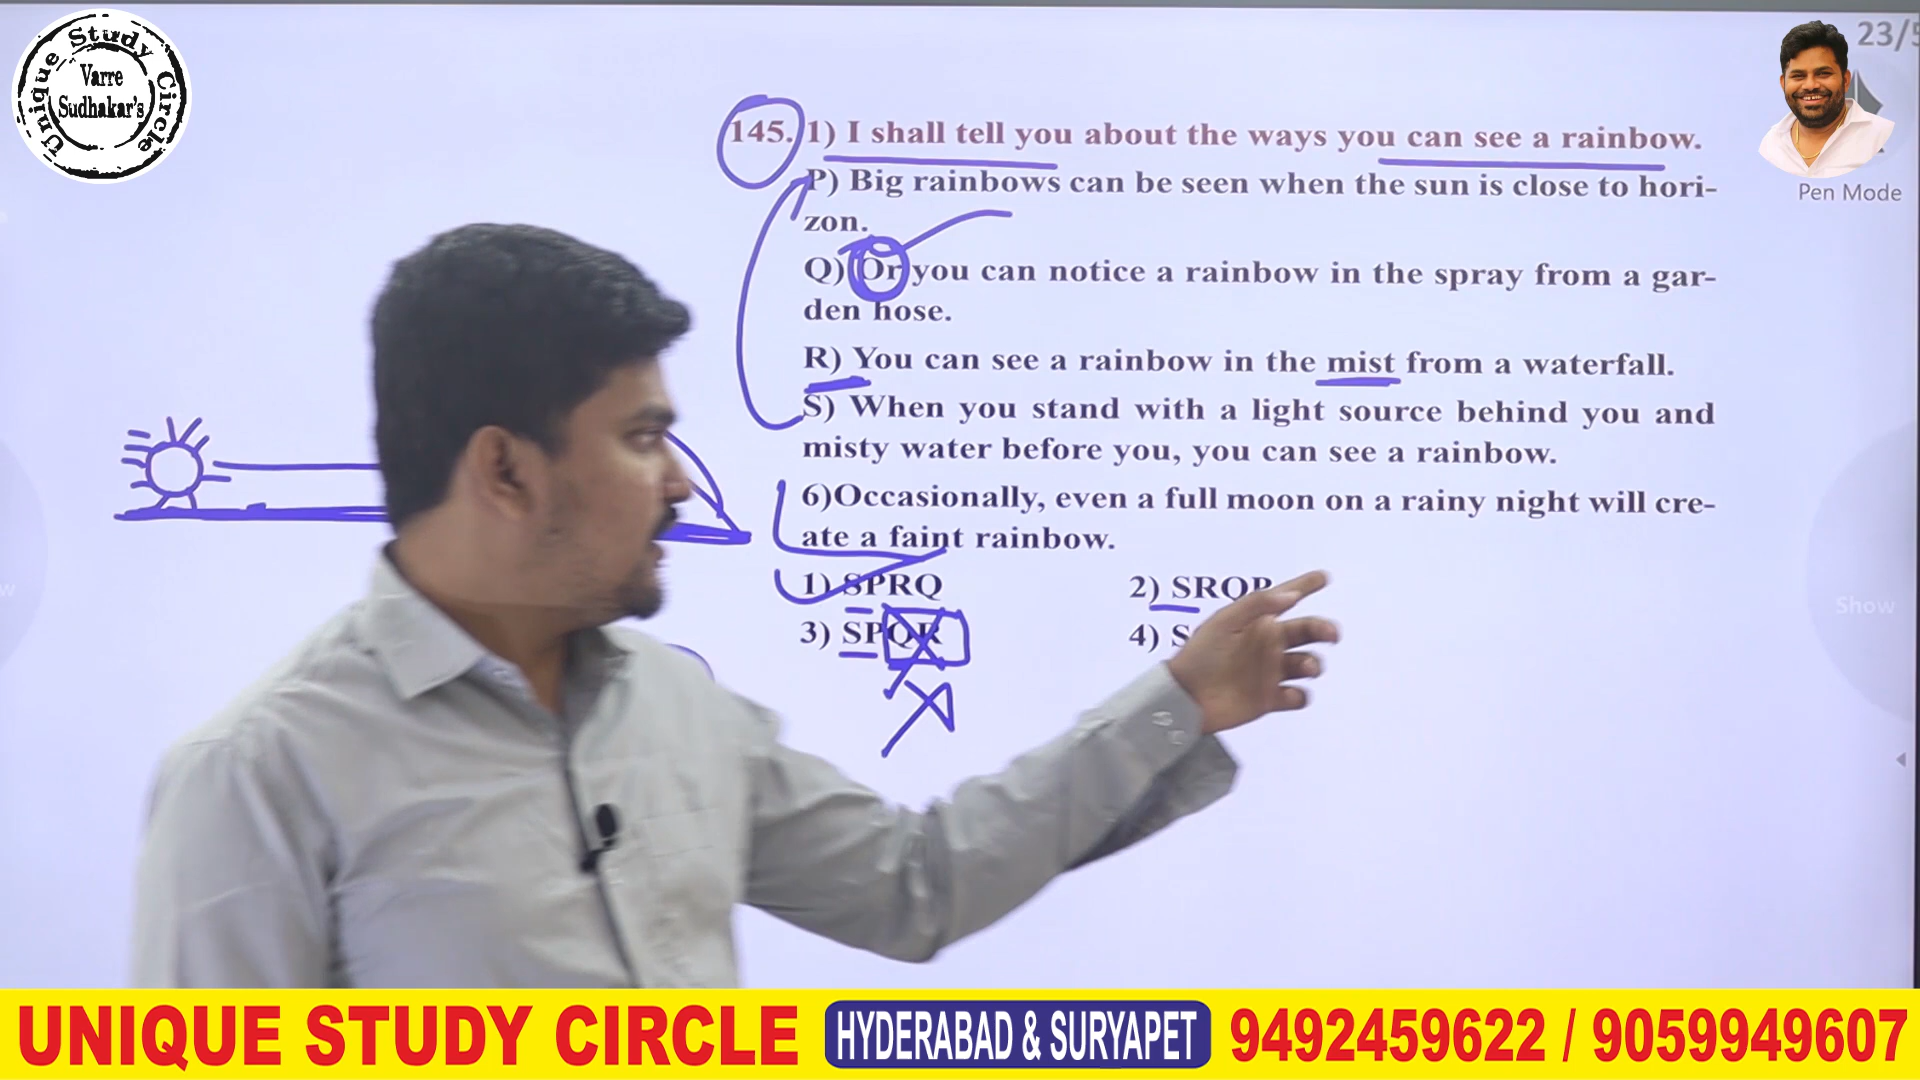 Unique Study Circle
Varre
Sudhakar's
23/5
Pen Mode
145. 1) I shall tell you about the ways you can see a rainbow.
P) Big rainbows can be seen when the sun is close to hori-
zon.
Q) Or you can notice a rainbow in the spray from a gar-
den hose.
R) You can see a rainbow in the mist from a waterfall.
S) When you stand with a light source behind you and
misty water before you, you can see a rainbow.
6)Occasionally, even a full moon on a rainy night will cre-
ate a faint rainbow.
1) SPRQ 2) SRQP
3) SPQR 4)
Show
UNIQUE STUDY CIRCLE HYDERABAD & SURYAPET 9492459622 / 9059949607